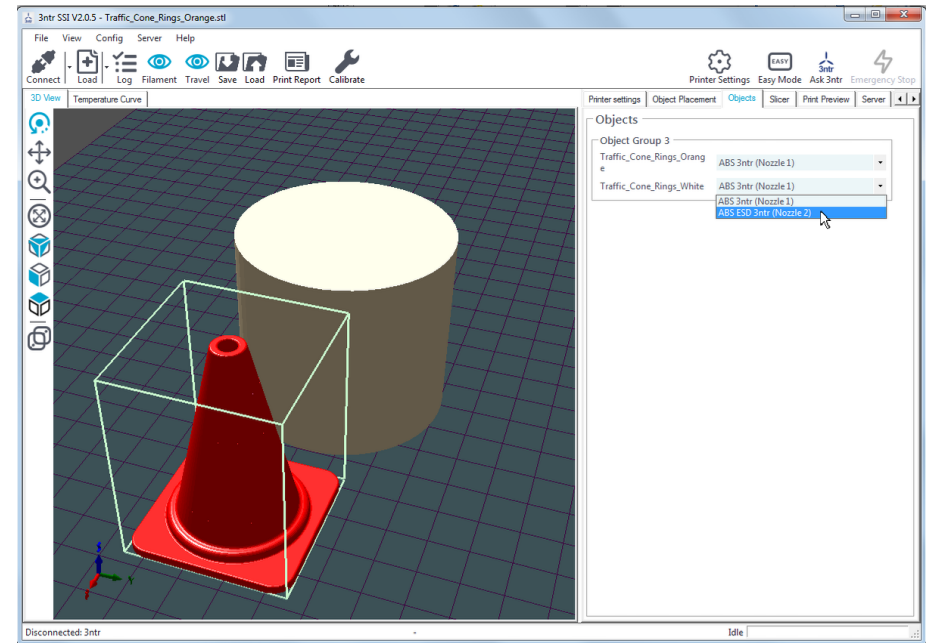 3ntr SSI V2.0.5 - Traffic_Cone_Rings_Orange.stl
File View Config Server Help
Connect Load Log Filament Travel Save Load Print Report Calibrate
EASY 3ntr
Printer Settings Easy Mode Ask 3ntr Emergency Stop
3D View Temperature Curve
Printer settings Object Placement Objects Slicer Print Preview Server
Objects
Object Group 3
Traffic_Cone_Rings_Orang
e
ABS 3ntr (Nozzle 1)
Traffic_Cone_Rings_White ABS 3ntr (Nozzle 1)
ABS 3ntr (Nozzle 1)
ABS ESD 3ntr (Nozzle 2)
Disconnected: 3ntr - Idle